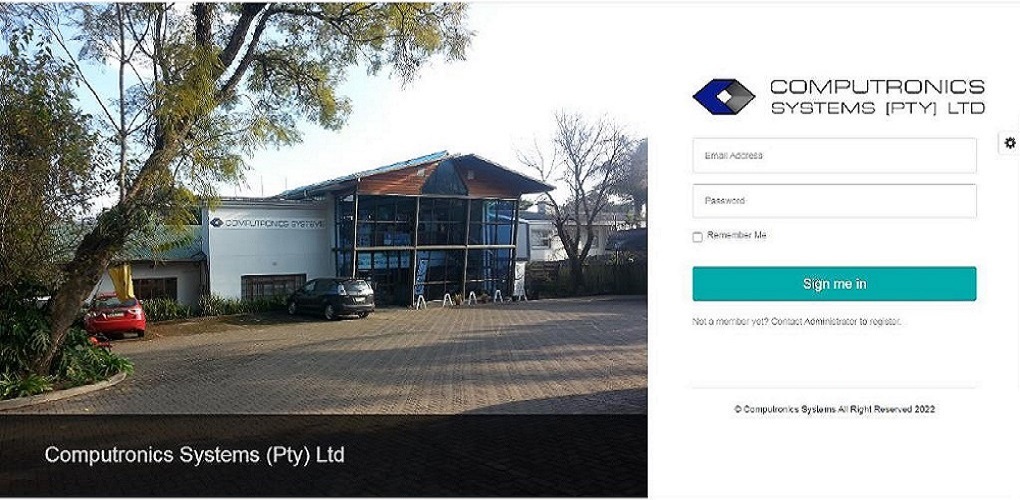 COMPUTRONICS SYSTEMS
Computronics Systems (Pty) Ltd
COMPUTRONICS
SYSTEMS (PTY) LTD
Email Address
Password
Remember Me
Sign me in
Not a member yet? Contact Administrator to register.
© Computronics Systems All Right Reserved 2022